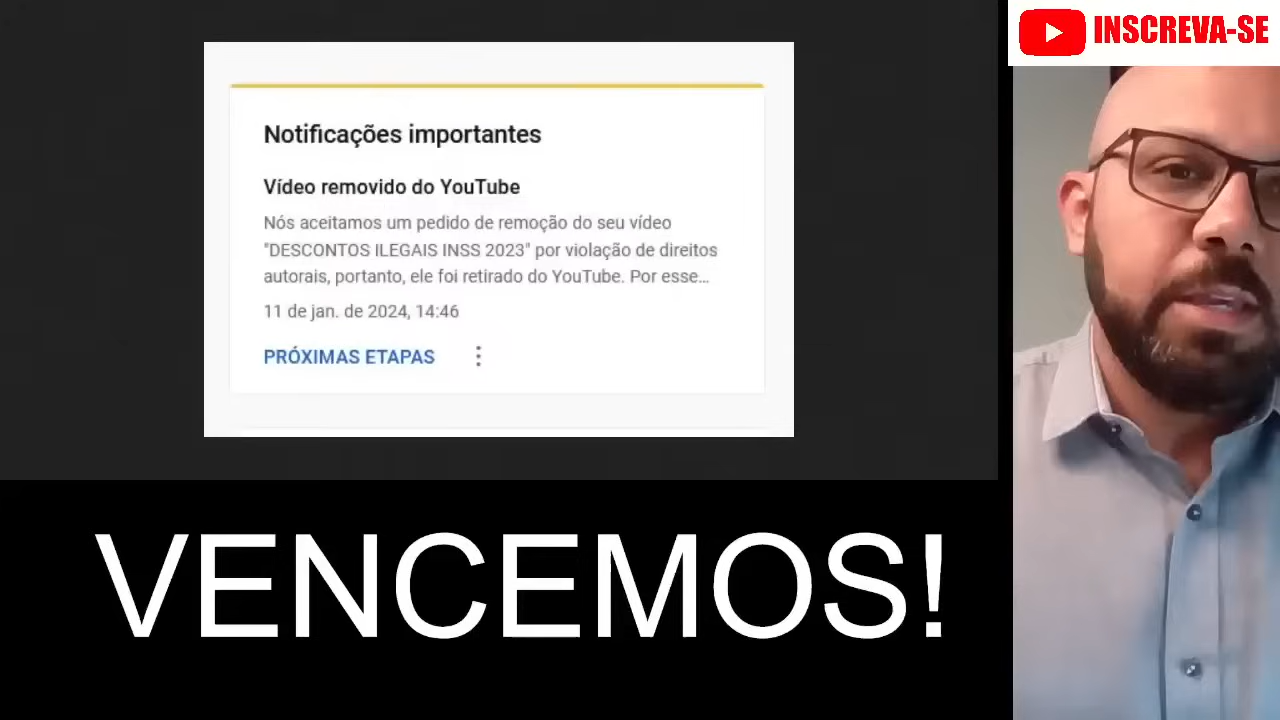 INSCREVA-SE
Notificações importantes
Vídeo removido do YouTube
Nós aceitamos um pedido de remoção do seu vídeo
"DESCONTOS ILEGAIS INSS 2023" por violação de direitos
autorais, portanto, ele foi retirado do YouTube. Por esse...
11 de jan. de 2024, 14:46
PRÓXIMAS ETAPAS
VENCEMOS!